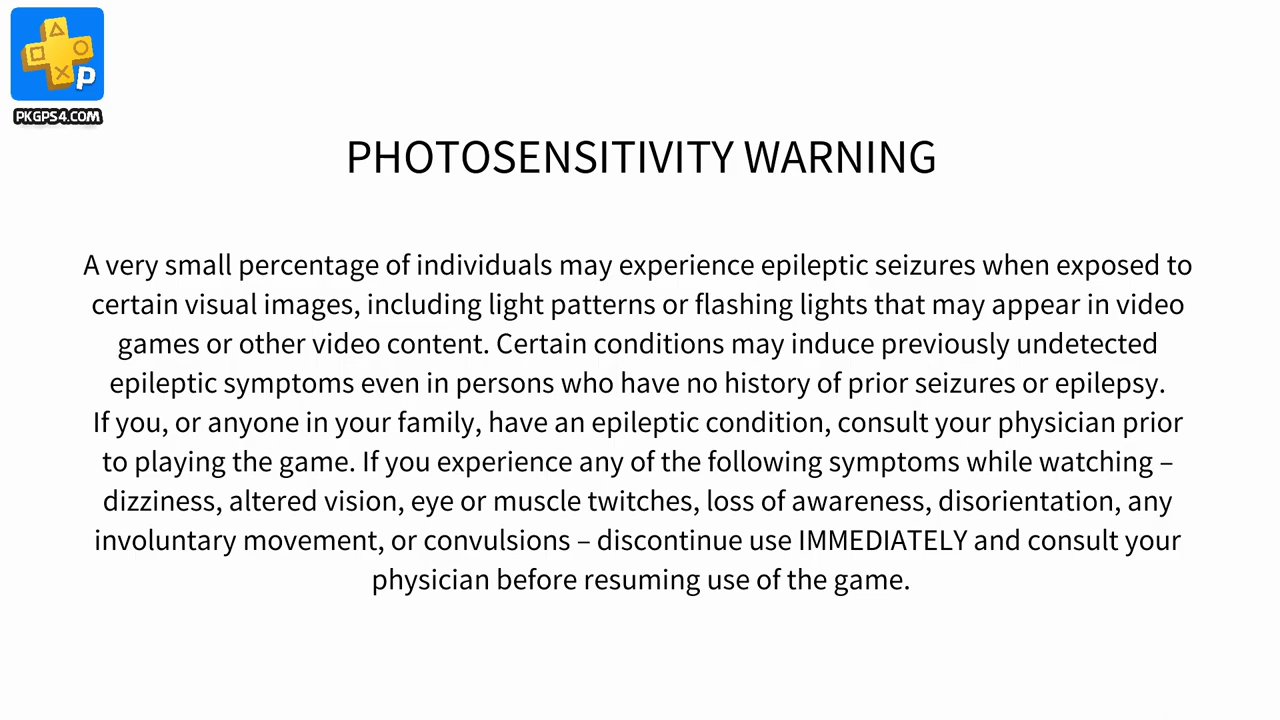 P
PKGPS4.COM
PHOTOSENSITIVITY WARNING
A very small percentage of individuals may experience epileptic seizures when exposed to
certain visual images, including light patterns or flashing lights that may appear in video
games or other video content. Certain conditions may induce previously undetected
epileptic symptoms even in persons who have no history of prior seizures or epilepsy.
If you, or anyone in your family, have an epileptic condition, consult your physician prior
to playing the game. If you experience any of the following symptoms while watching –
dizziness, altered vision, eye or muscle twitches, loss of awareness, disorientation, any
involuntary movement, or convulsions – discontinue use IMMEDIATELY and consult your
physician before resuming use of the game.